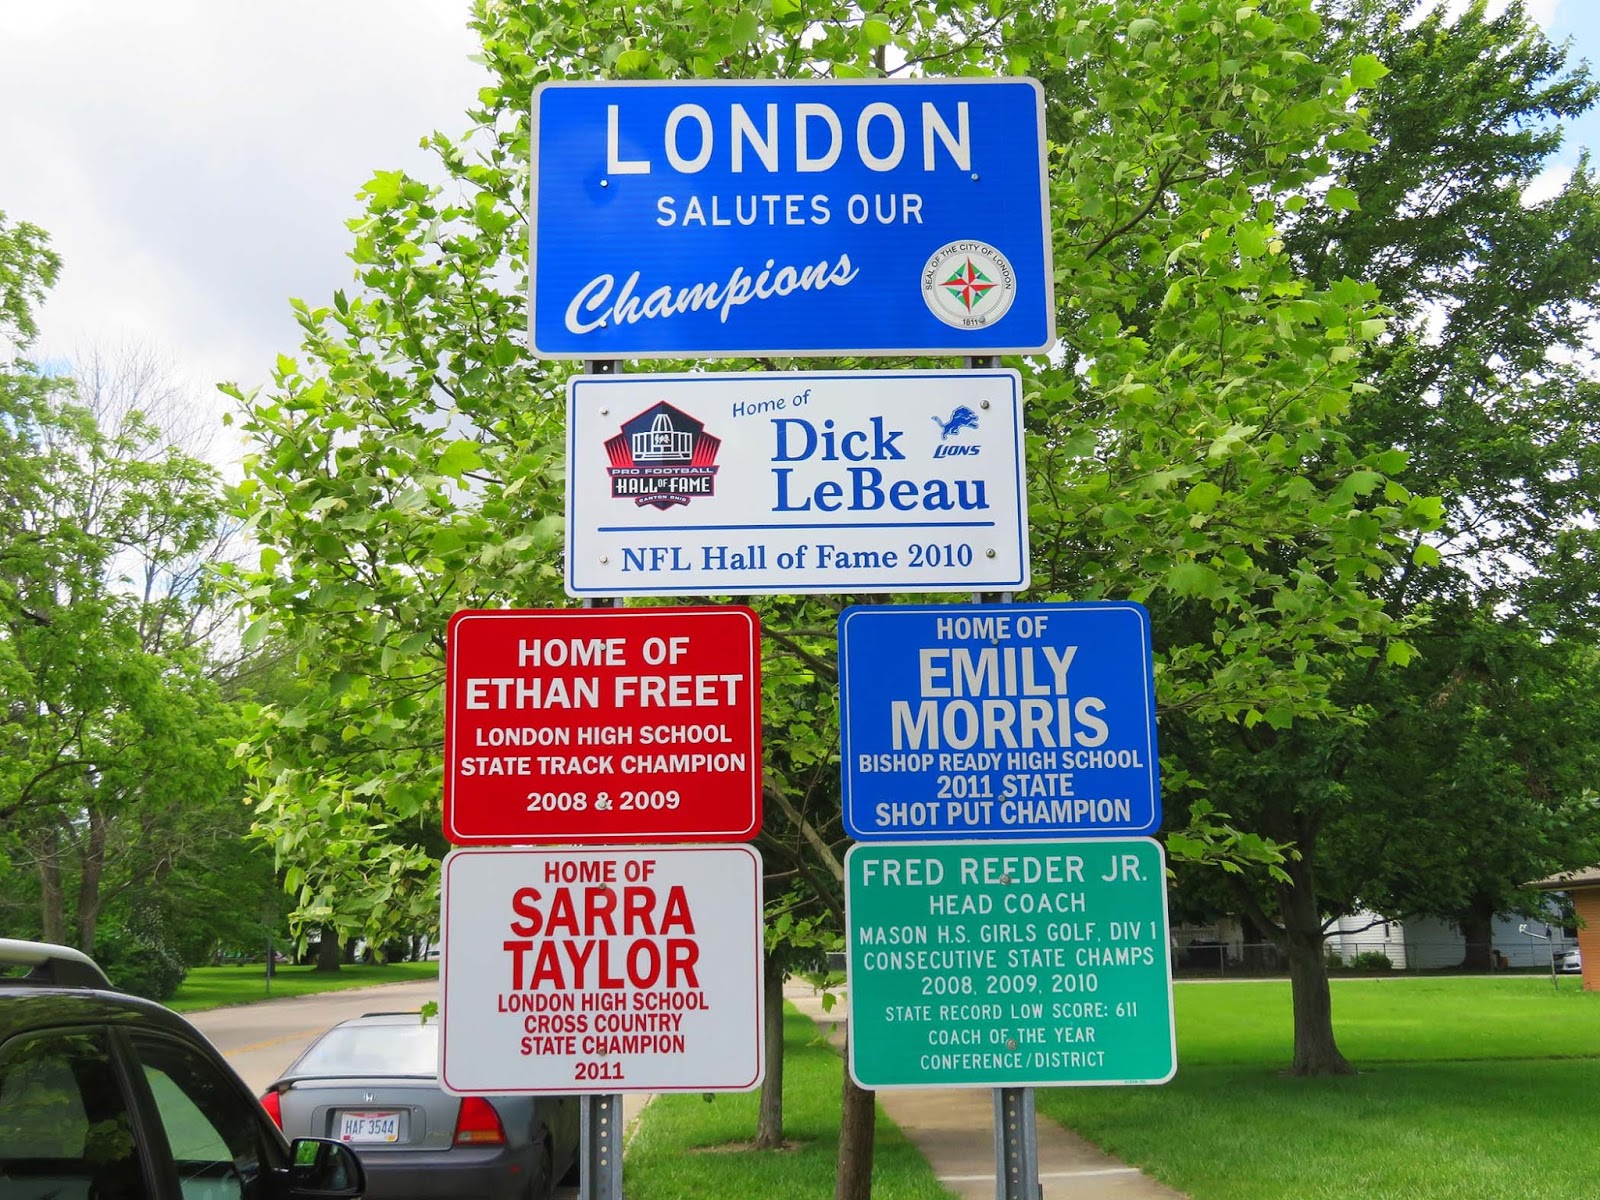 LONDON
SALUTES OUR
Champions
SEAL OF THE CITY OF LONDON
1811
Home of
Dick
LeBeau
LIONS
PRO FOOTBALL
HALL OF FAME
CANTON OHIO
NFL Hall of Fame 2010
HOME OF
ETHAN FREET
LONDON HIGH SCHOOL
STATE TRACK CHAMPION
2008 & 2009
HOME OF
EMILY
MORRIS
BISHOP READY HIGH SCHOOL
2011 STATE
SHOT PUT CHAMPION
HOME OF
SARRA
TAYLOR
LONDON HIGH SCHOOL
CROSS COUNTRY
STATE CHAMPION
2011
FRED REEDER JR.
HEAD COACH
MASON H.S. GIRLS GOLF, DIV 1
CONSECUTIVE STATE CHAMPS
2008, 2009, 2010
STATE RECORD LOW SCORE: 611
COACH OF THE YEAR
CONFERENCE/DISTRICT
HAF 3544